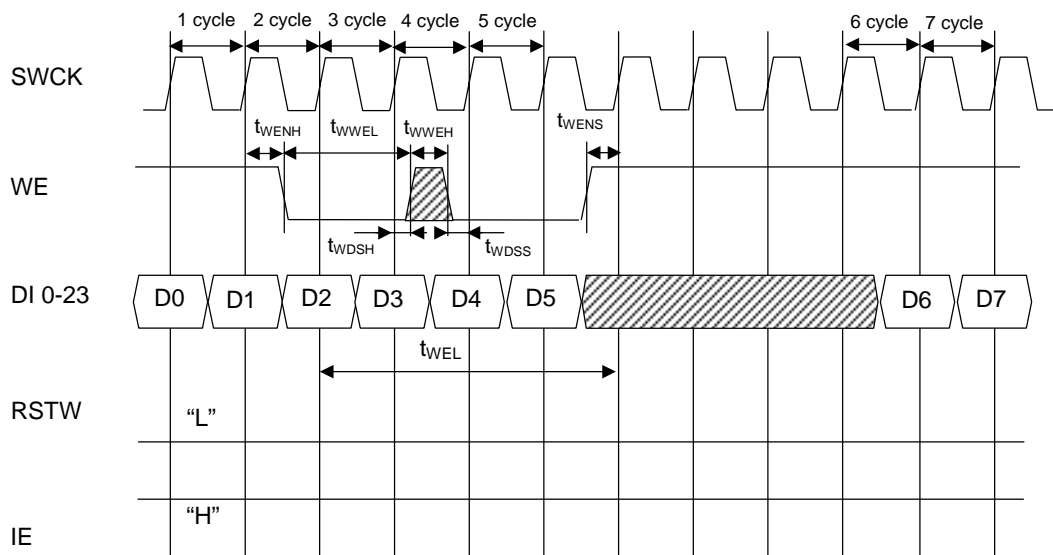 1 cycle 2 cycle 3 cycle 4 cycle 5 cycle 6 cycle 7 cycle
SWCK
tWENH tWWEL tWWEH tWENS
WE
tWDSH tWDSS
DI 0-23 D0 D1 D2 D3 D4 D5 D6 D7
tWEL
RSTW “L”
“H”
IE